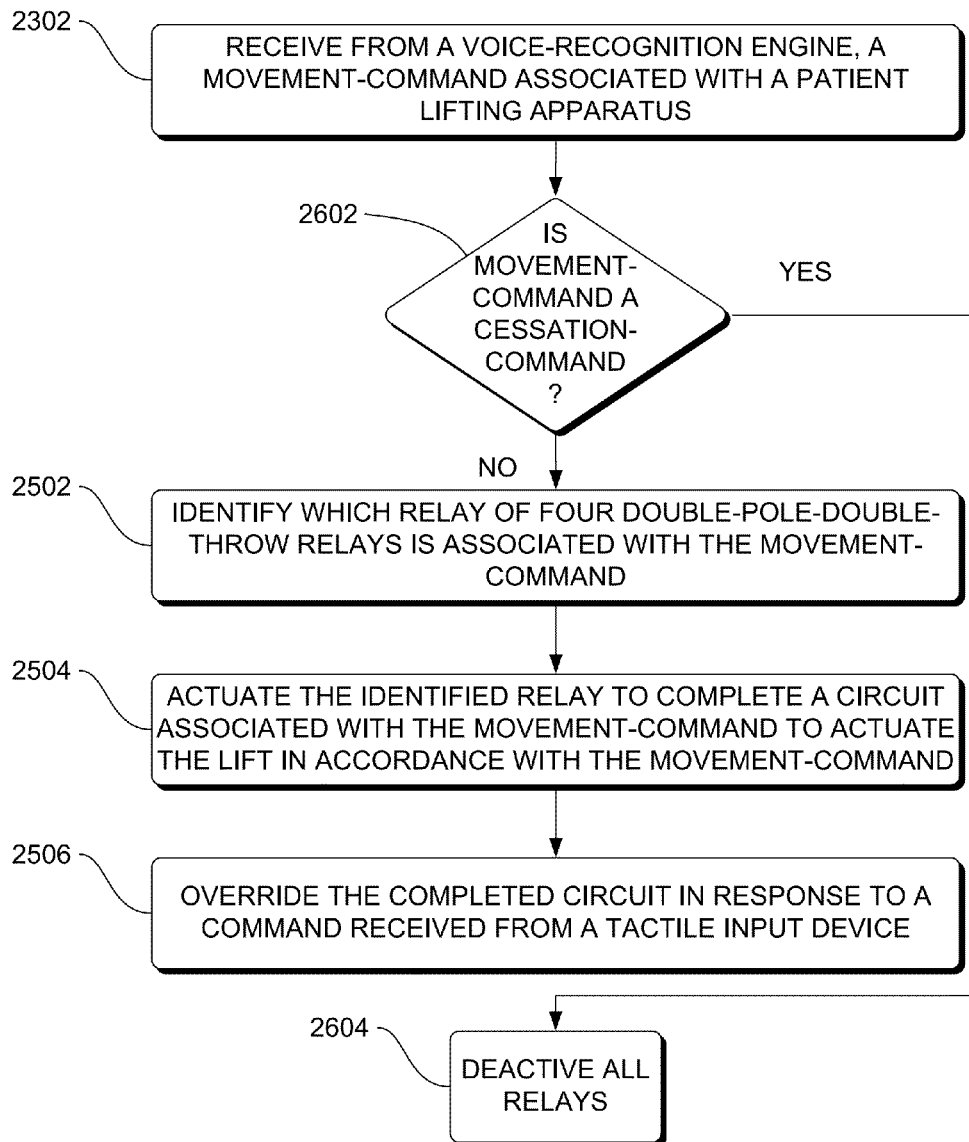 2302
RECEIVE FROM A VOICE-RECOGNITION ENGINE, A
MOVEMENT-COMMAND ASSOCIATED WITH A PATIENT
LIFTING APPARATUS
2602
IS
MOVEMENT-
COMMAND A
CESSATION-
COMMAND
?
YES
NO
2502
IDENTIFY WHICH RELAY OF FOUR DOUBLE-POLE-DOUBLE-
THROW RELAYS IS ASSOCIATED WITH THE MOVEMENT-
COMMAND
2504
ACTUATE THE IDENTIFIED RELAY TO COMPLETE A CIRCUIT
ASSOCIATED WITH THE MOVEMENT-COMMAND TO ACTUATE
THE LIFT IN ACCORDANCE WITH THE MOVEMENT-COMMAND
2506
OVERRIDE THE COMPLETED CIRCUIT IN RESPONSE TO A
COMMAND RECEIVED FROM A TACTILE INPUT DEVICE
2604
DEACTIVE ALL
RELAYS